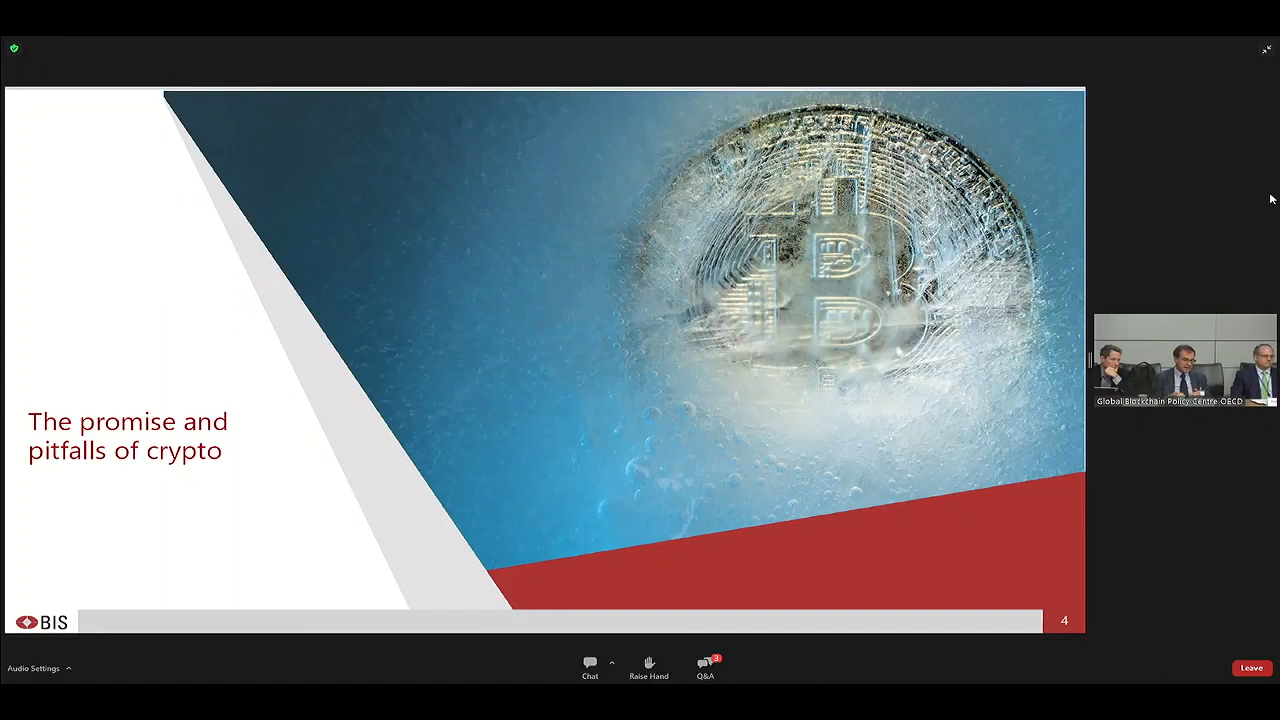 The promise and
pitfalls of crypto
Global Blockchain Policy Centre OECD
BIS
4
Audio Settings
Chat
Raise Hand
3
Q&A
Leave